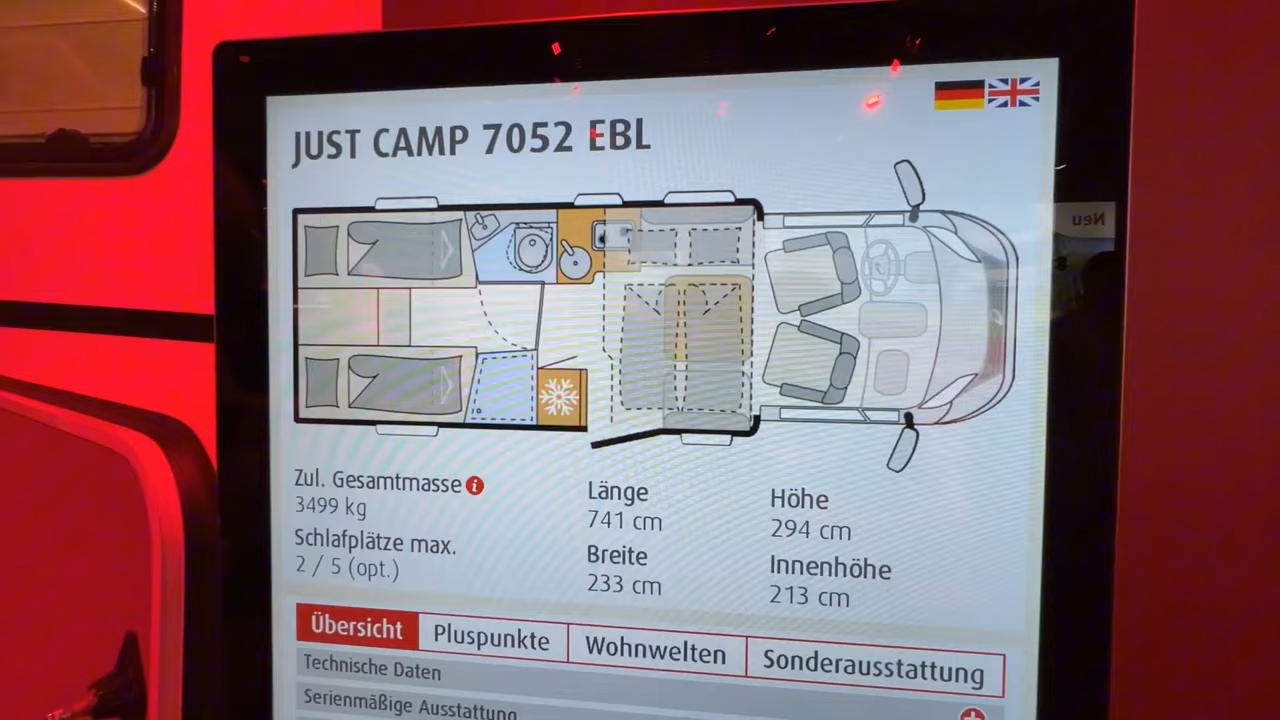 JUST CAMP 7052 EBL
Neu
Zul. Gesamtmasse i
3499 kg
Schlafplätze max.
2 / 5 (opt.)
Länge
741 cm
Breite
233 cm
Höhe
294 cm
Innenhöhe
213 cm
Übersicht Pluspunkte Wohnwelten Sonderausstattung
Technische Daten
Serienmäßige Ausstattung